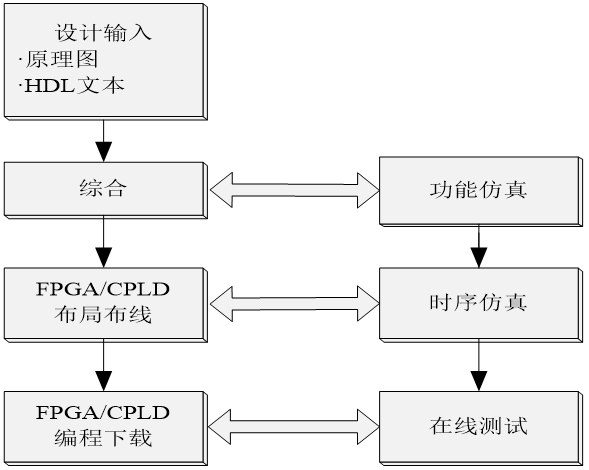 设计输入
·原理图
·HDL文本
综合
功能仿真
FPGA/CPLD
布局布线
时序仿真
FPGA/CPLD
编程下载
在线测试